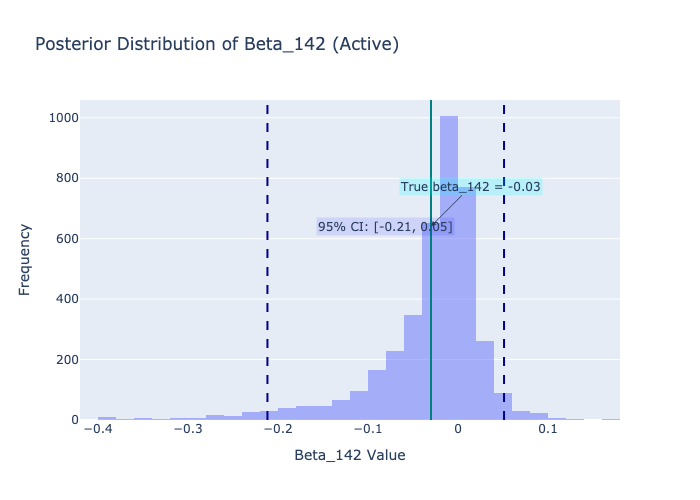 Posterior Distribution of Beta_142 (Active)
1000
800
600
400
200
0
Frequency
True beta_142 = -0.03
95% CI: [-0.21, 0.05]
−0.4
−0.3
−0.2
−0.1
0
0.1
Beta_142 Value